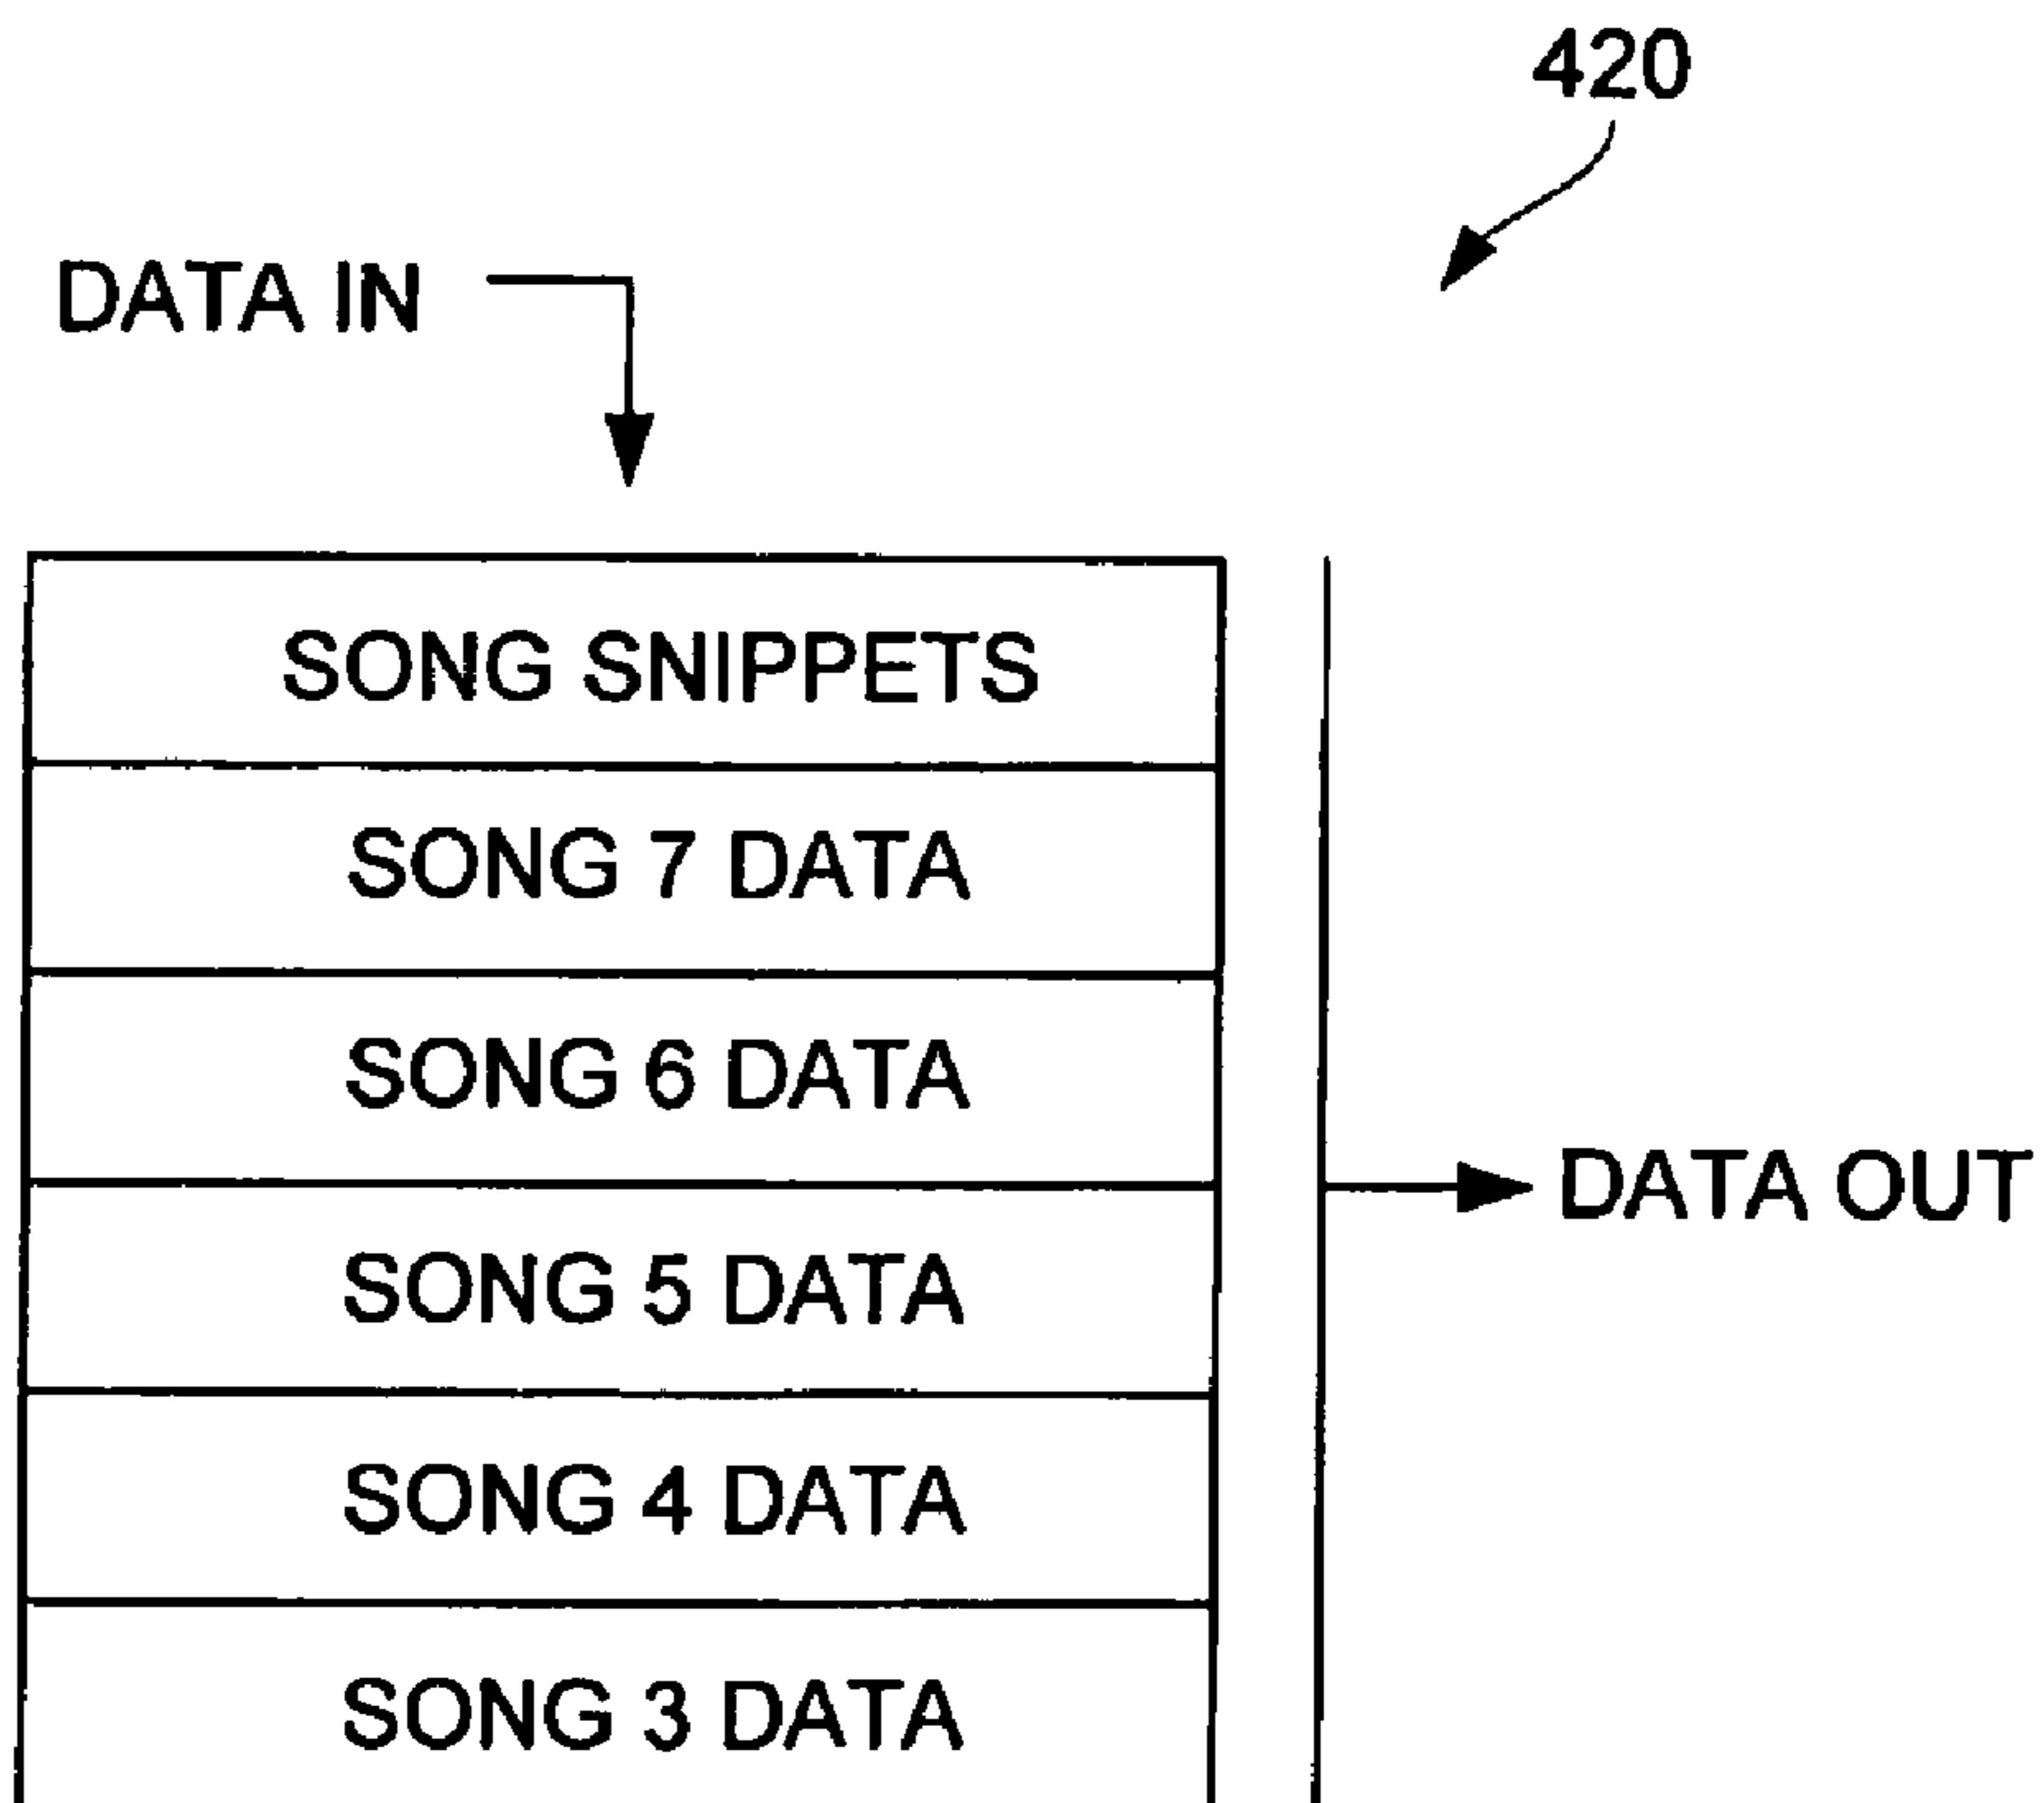 420
DATA IN
SONG SNIPPETS
SONG 7 DATA
SONG 6 DATA
DATA OUT
SONG 5 DATA
SONG 4 DATA
SONG 3 DATA